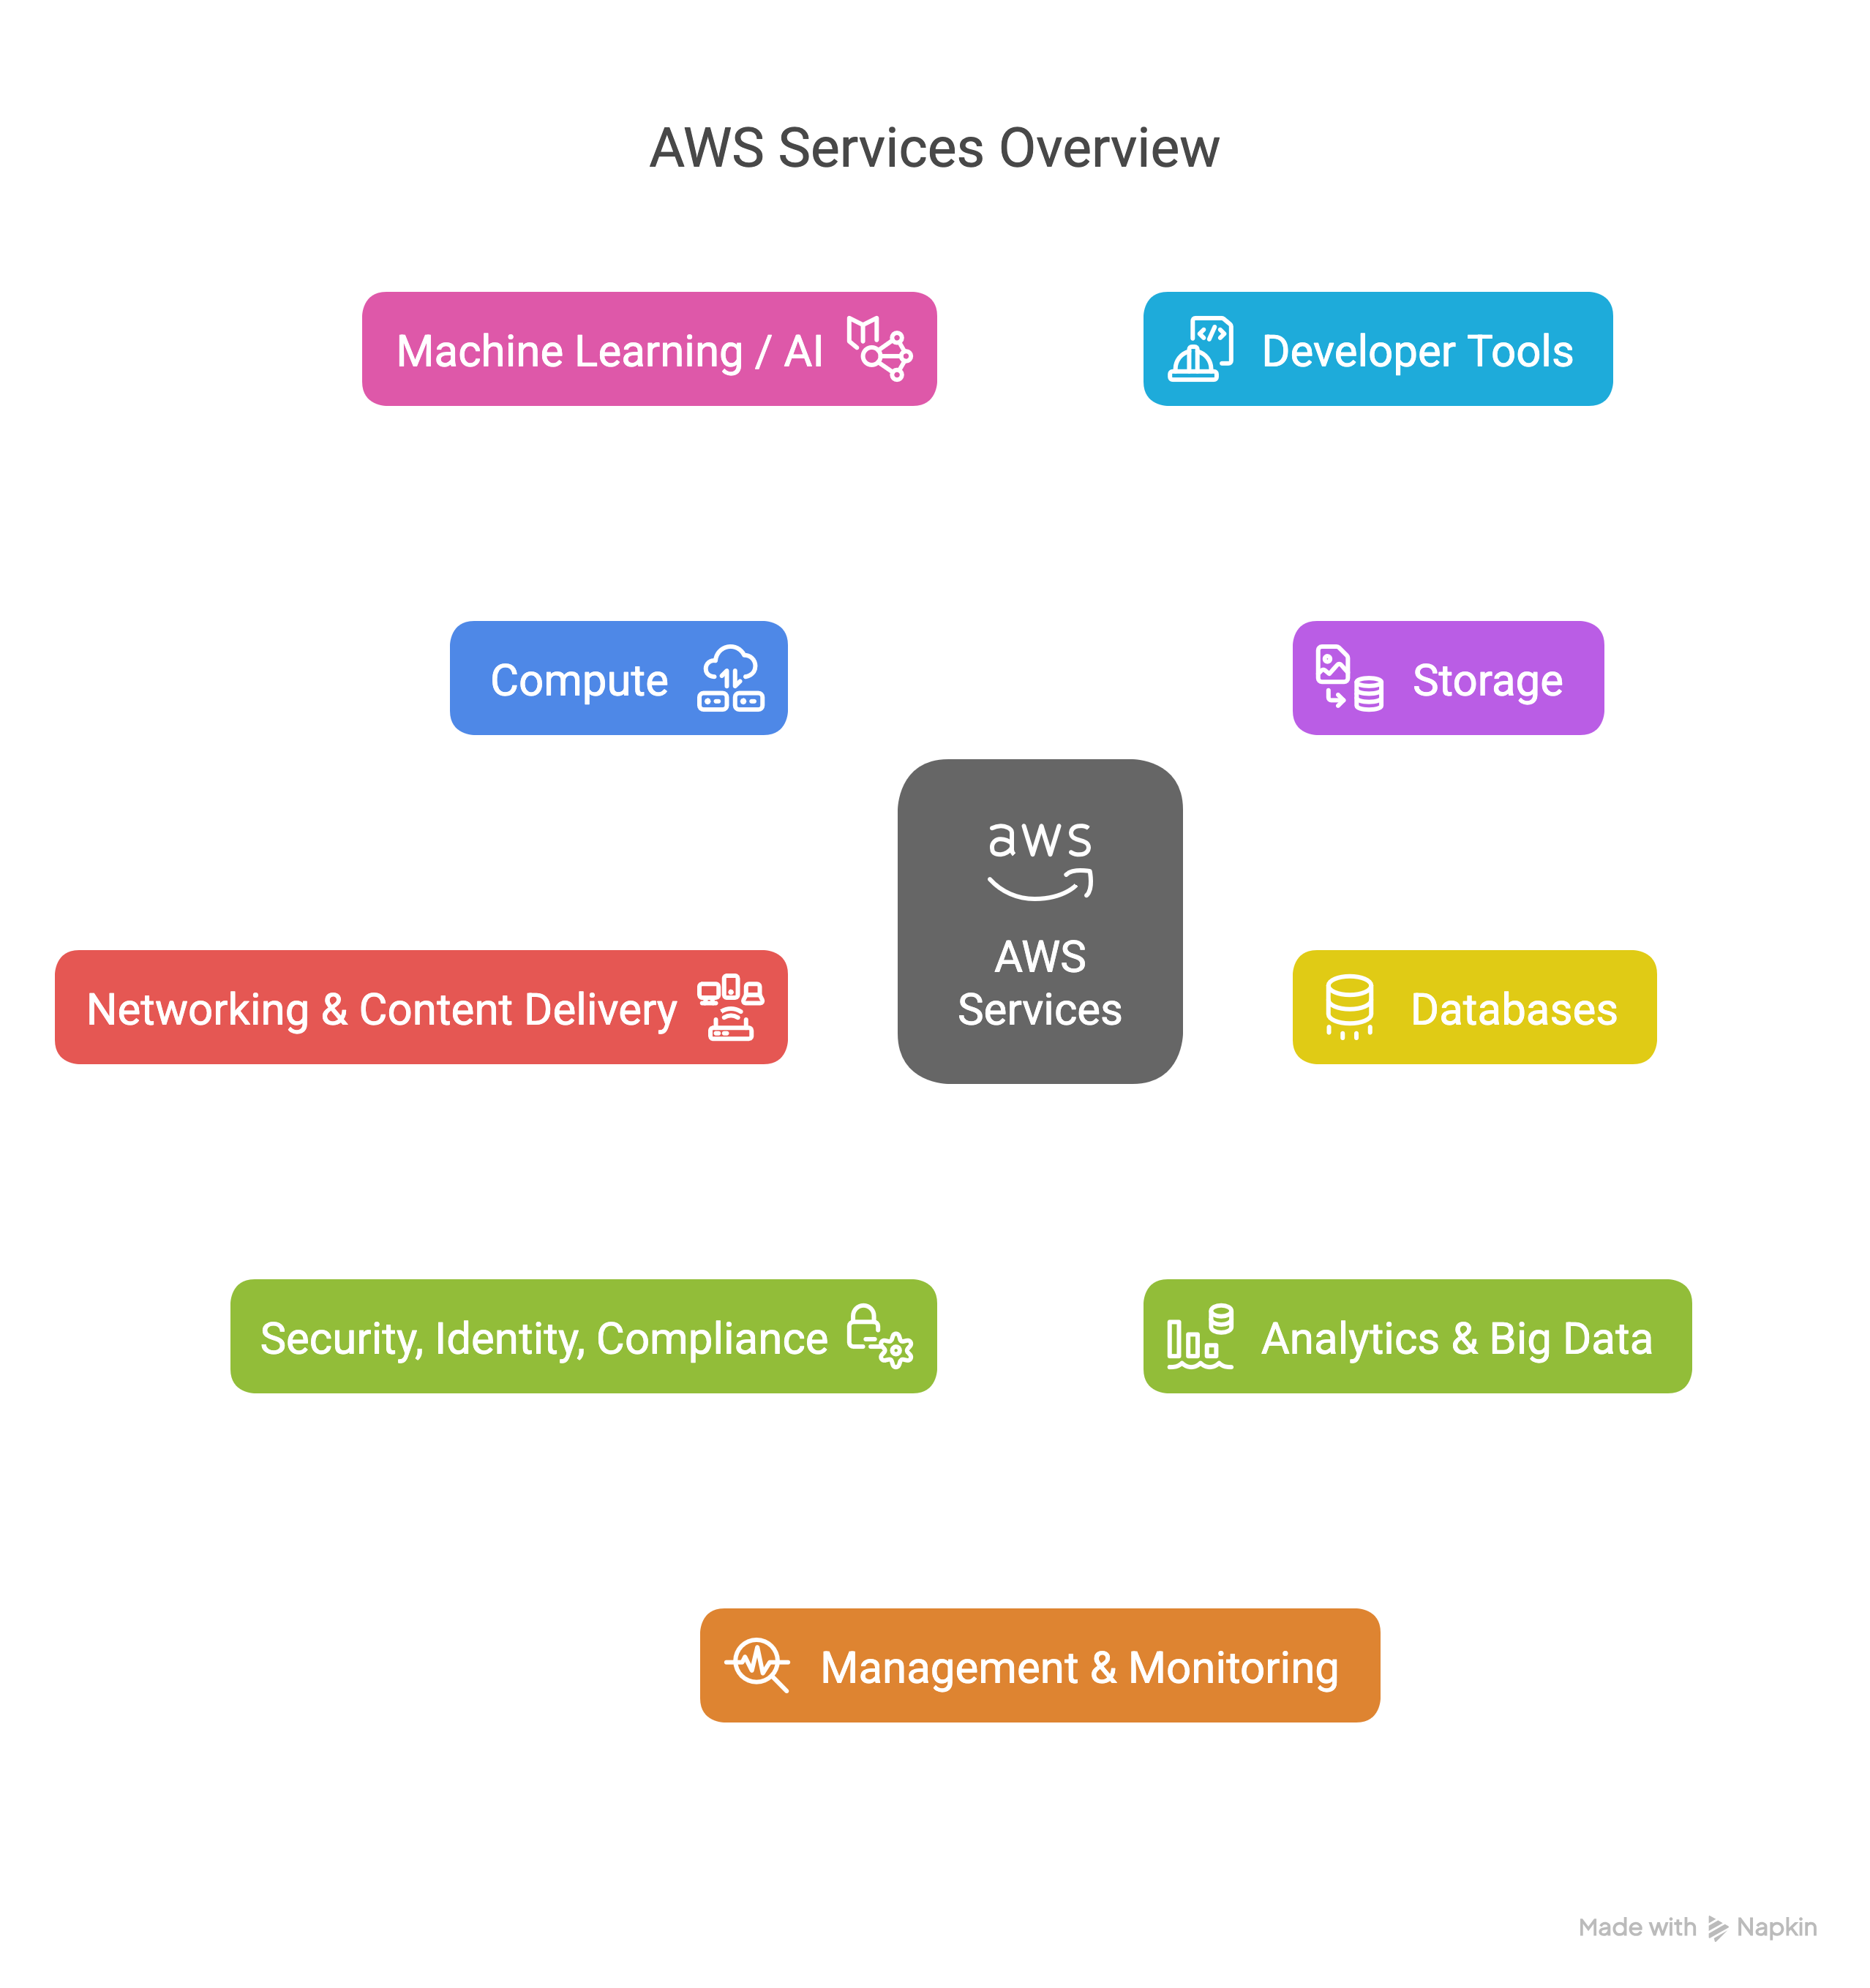 AWS Services Overview
Machine Learning / AI
Developer Tools
Compute
Storage
aws
AWS
Services
Networking & Content Delivery
Databases
Security, Identity, Compliance
Analytics & Big Data
Management & Monitoring
Made with Napkin